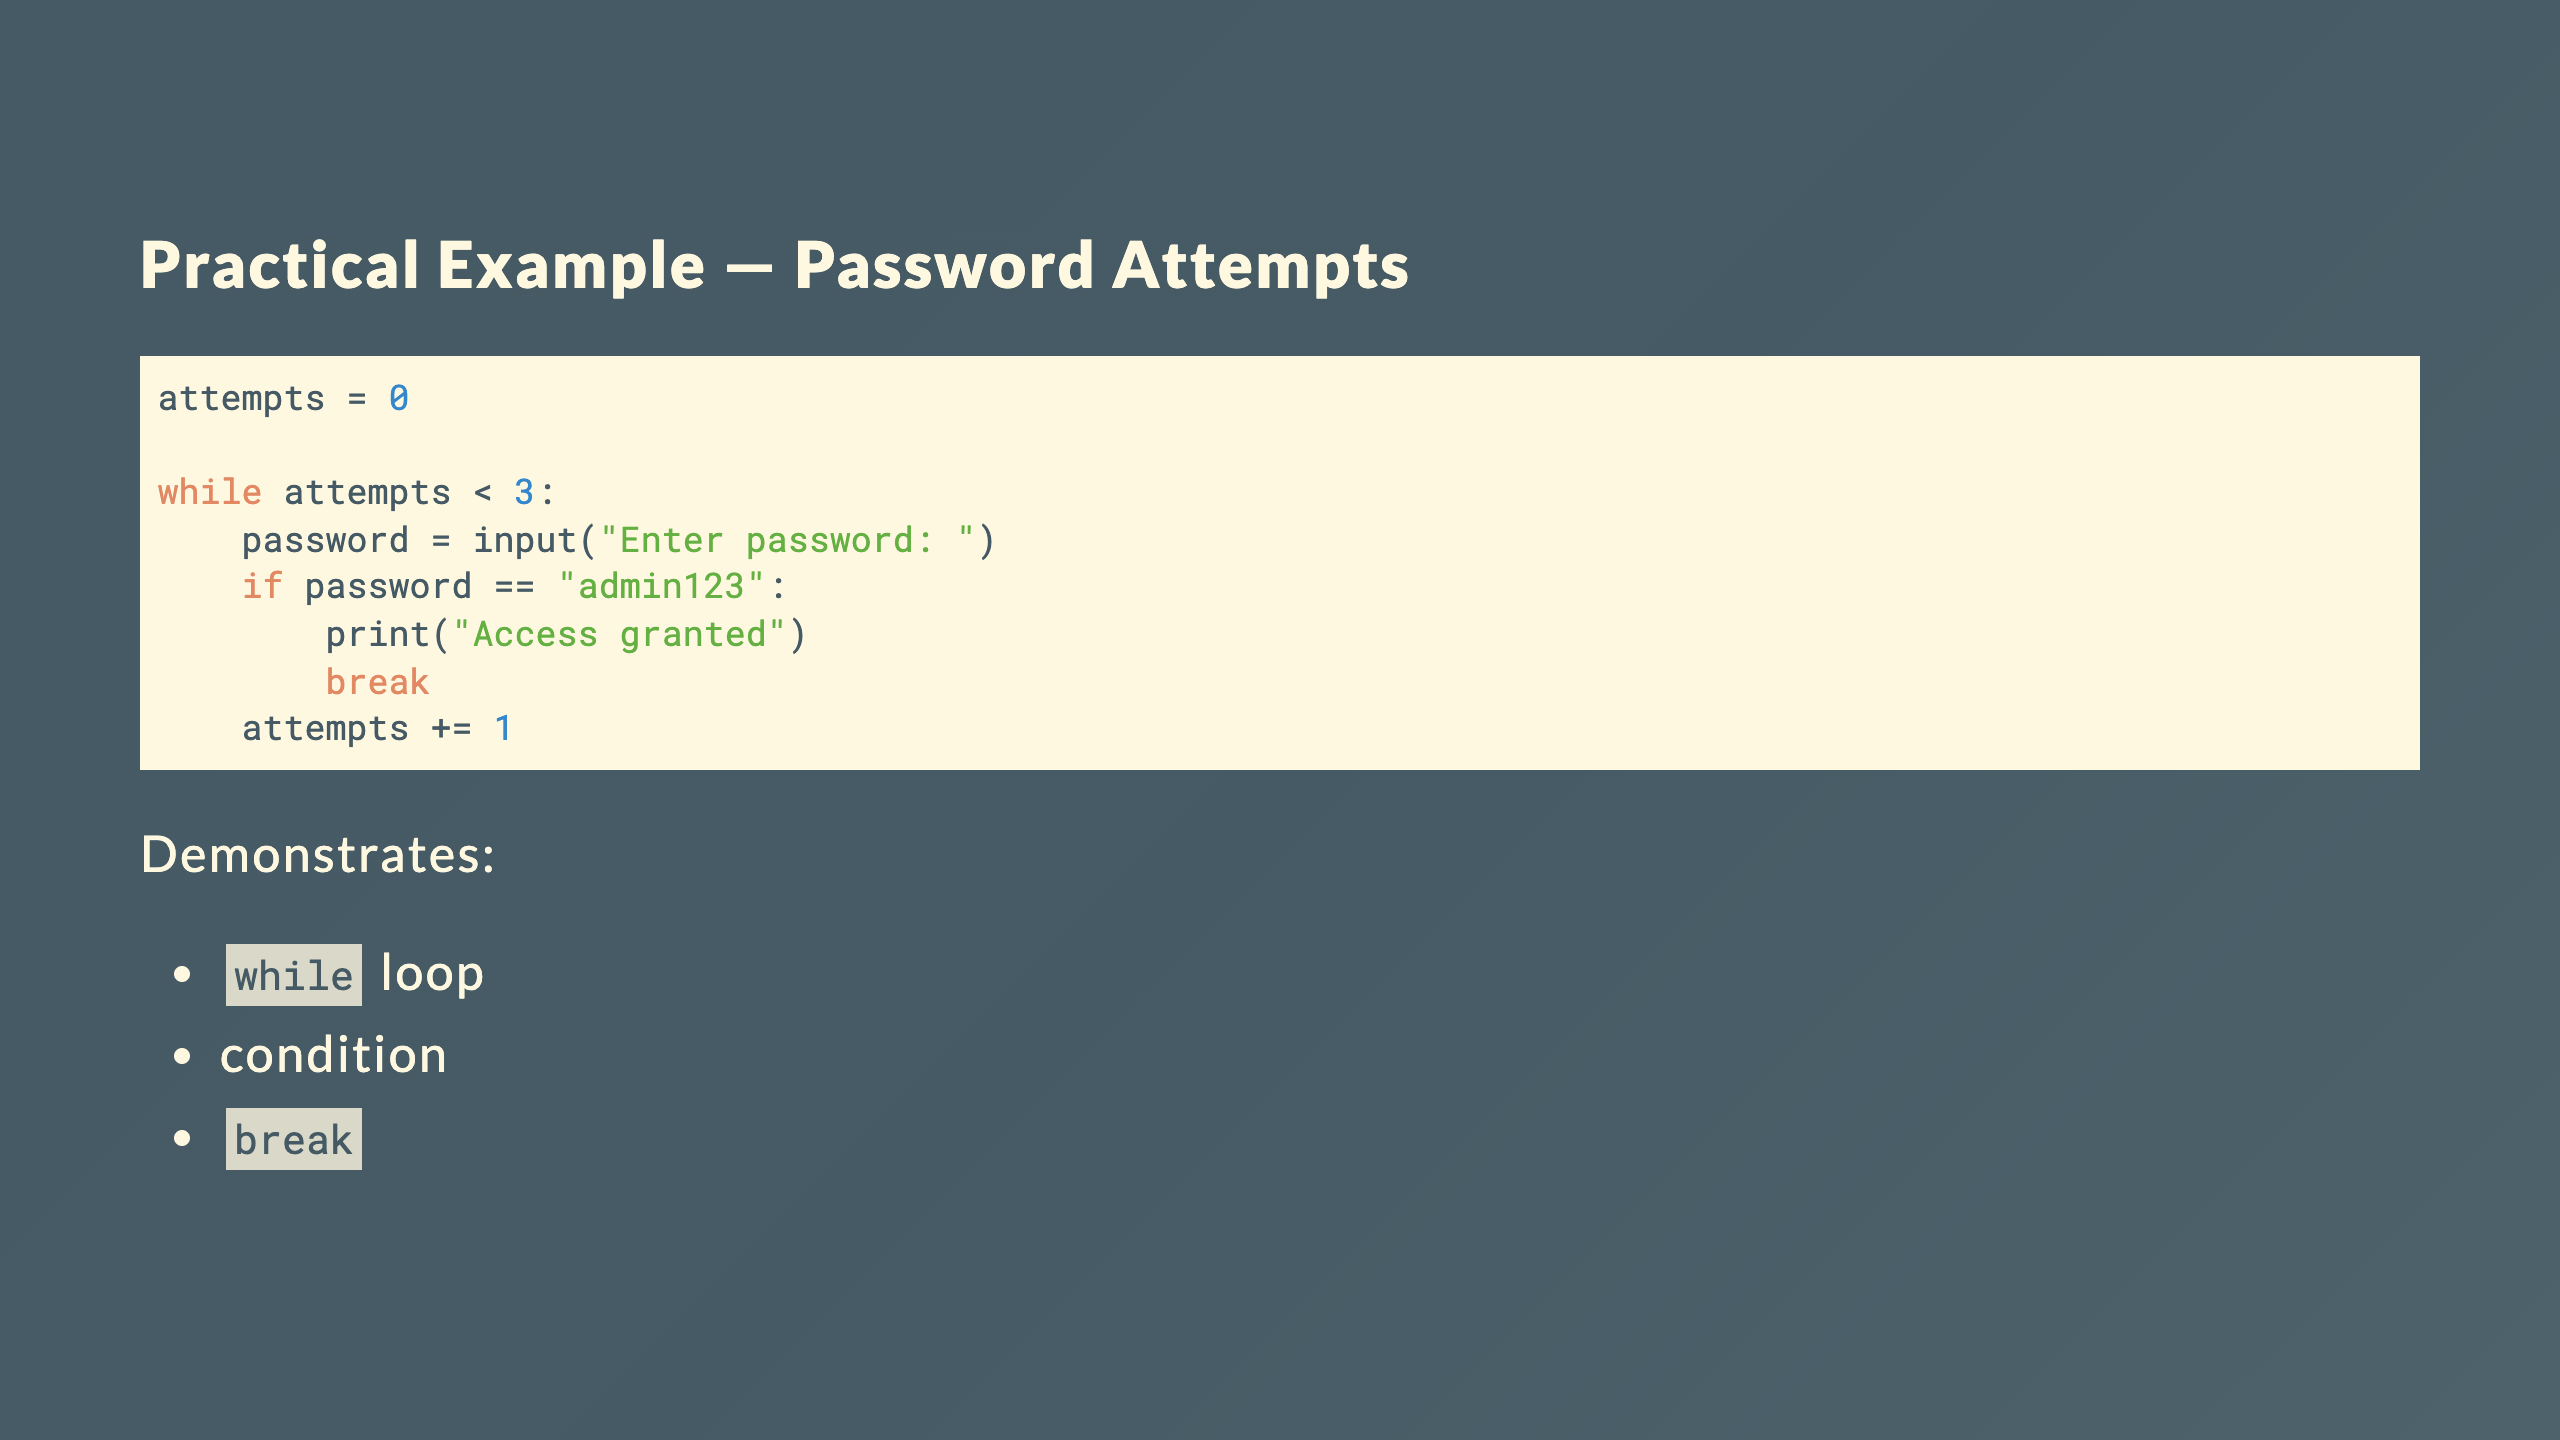 Practical Example — Password Attempts
attempts = 0
while attempts < 3:
    password = input("Enter password: ")
    if password == "admin123":
        print("Access granted")
        break
    attempts += 1
Demonstrates:
• while loop
• condition
• break